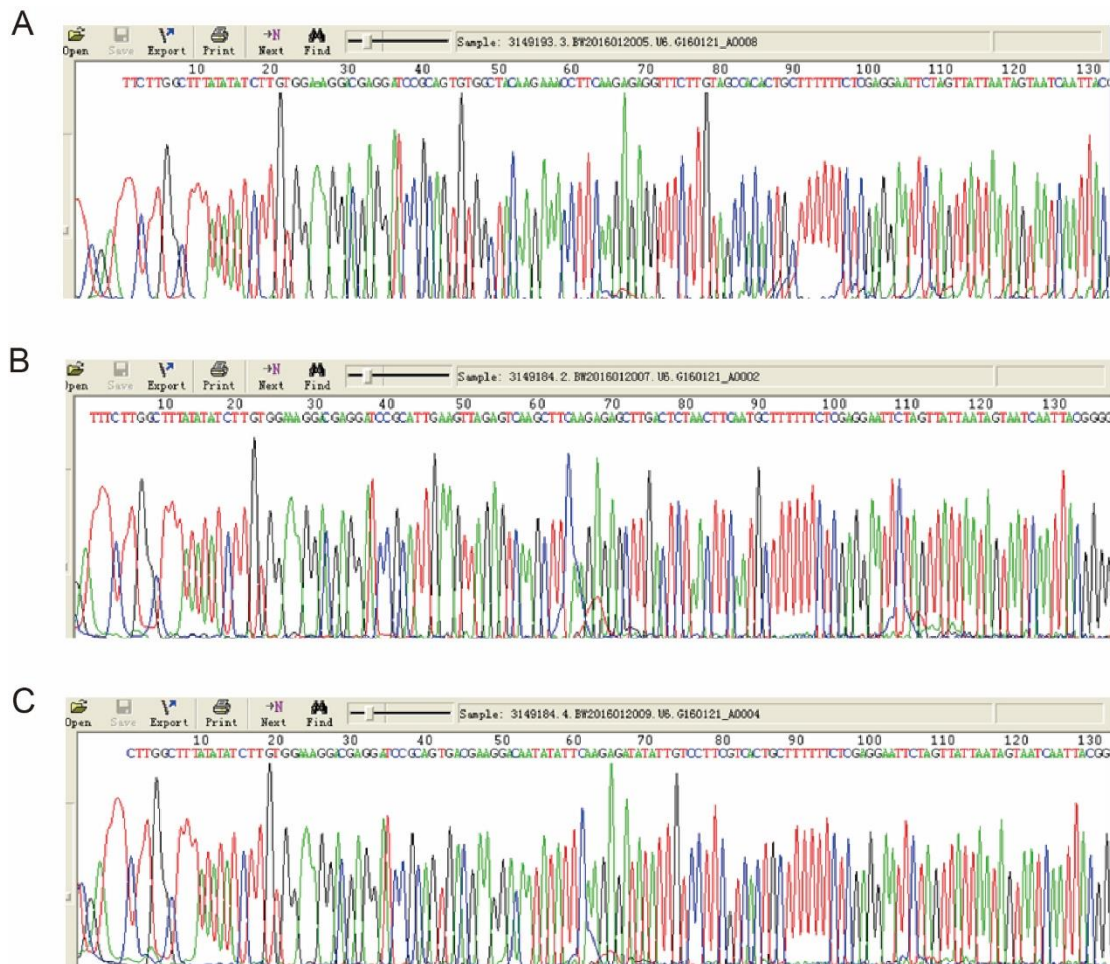 A
Open Save Export Print Next Find Sample: 3149193.3.BW2016012005.U6.G160121_A0008
20 30 40 50 60 70 80 90 100 110 120 130
TTCTTGGCTTTATATATCTTGTGGAAAGGACGAGGATCCGCAGTGTGGCTACAAGAAACCTTCAAGAGAGGTTTCTTGTAGCCACACTGCTTTTTTCTCGAGGAATTCTAGTTATTAATAGTAATCAATTACG
B
Open Save Export Print Next Find Sample: 3149184.2.BW2016012007.U6.G160121_A0002
10 20 30 40 50 60 70 80 90 100 110 120 130
TTTCTTGGCTTTATATATCTTGTGGAAAGGACGAGGATCCGCATTGAAGTTAGAGTCAAGCTTCAAGAGAGCTTGACTCTAACTTCAATGCTTTTTTCTCGAGGAATTCTAGTTATTAATAGTAATCAATTACGGGG
C
Open Save Export Print Next Find Sample: 3149184.4.BW2016012009.U6.G160121_A0004
10 20 30 40 50 60 70 80 90 100 110 120 130
CTTGGCTTTATATATCTTGTGGAAAGGACGAGGATCCGCAGTGACGAAGGACAATATATTCAAGAGATATATTGTCCTTCGTCACTGCTTTTTTCTCGAGGAATTCTAGTTATTAATAGTAATCAATTACGG